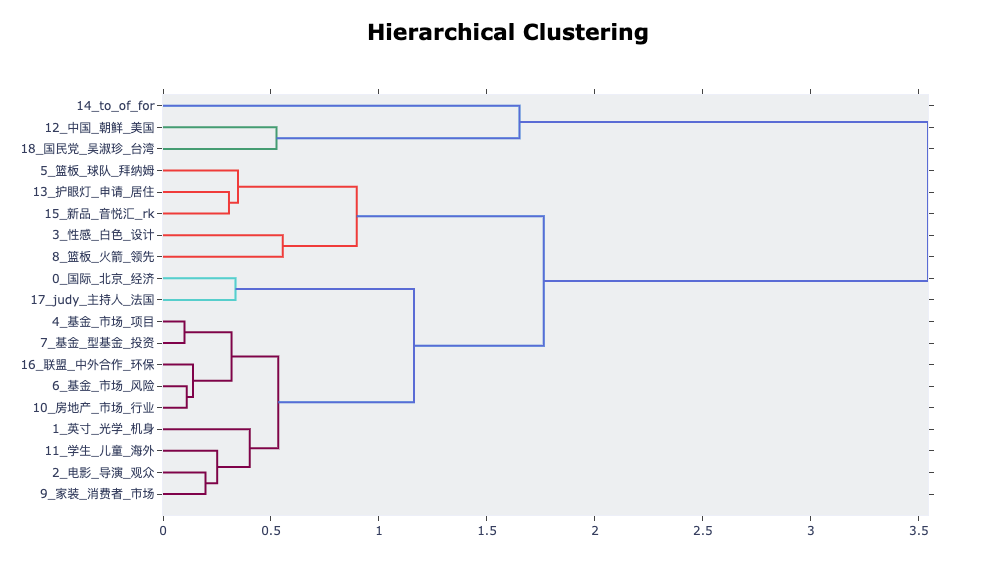 Hierarchical Clustering
14_to_of_for
12_中国_朝鲜_美国
18_国民党_吴淑珍_台湾
5_篮板_球队_拜纳姆
13_护眼灯_申请_居住
15_新品_音悦汇_rk
3_性感_白色_设计
8_篮板_火箭_领先
0_国际_北京_经济
17_judy_主持人_法国
4_基金_市场_项目
7_基金_型基金_投资
16_联盟_中外合作_环保
6_基金_市场_风险
10_房地产_市场_行业
1_英寸_光学_机身
11_学生_儿童_海外
2_电影_导演_观众
9_家装_消费者_市场
0 0.5 1 1.5 2 2.5 3 3.5